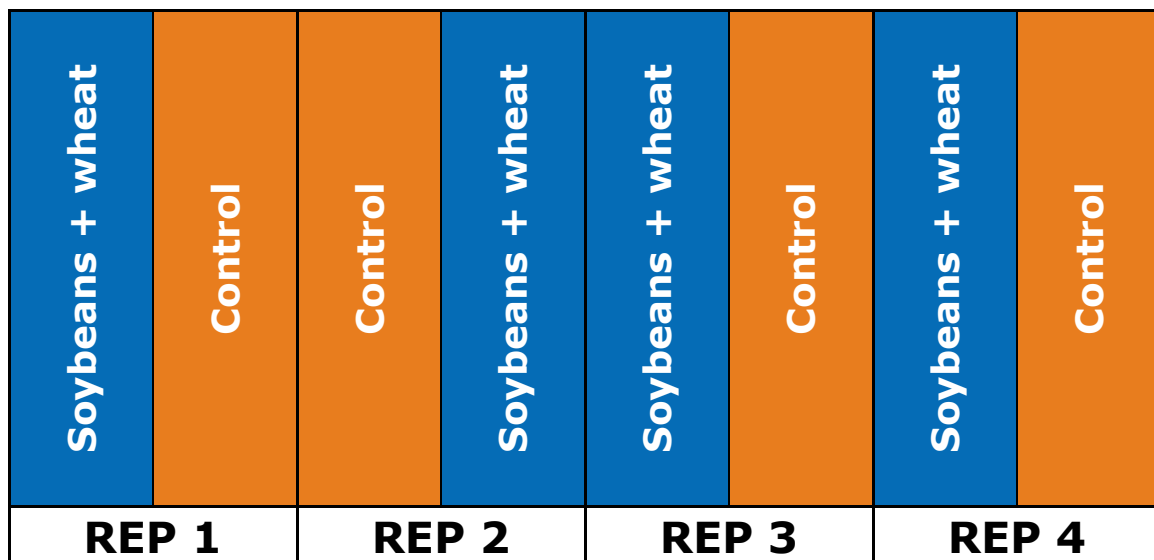 Soybeans + wheat
Control
Control
Soybeans + wheat
Soybeans + wheat
Control
Soybeans + wheat
Control
REP 1
REP 2
REP 3
REP 4